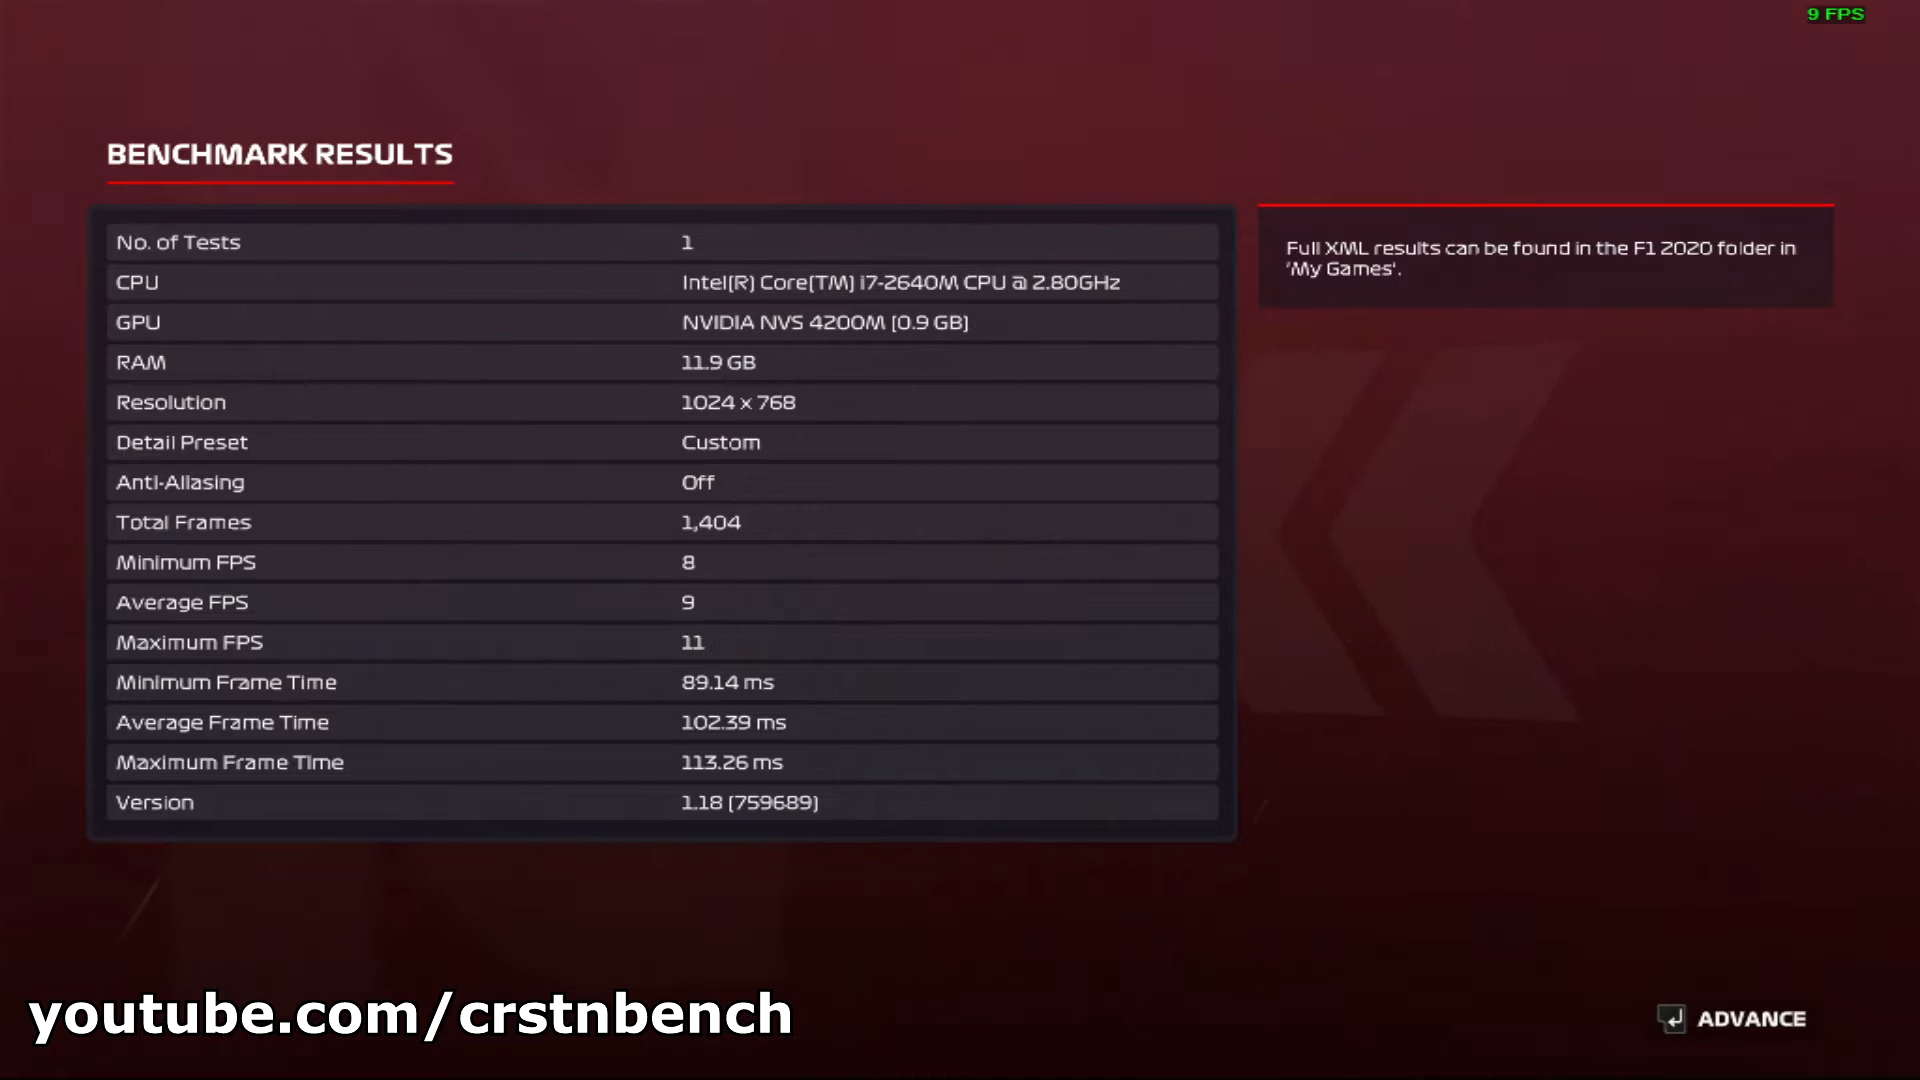 9 FPS
BENCHMARK RESULTS
No. of Tests 1
CPU Intel(R) Core(TM) i7-2640M CPU @ 2.80GHz
GPU NVIDIA NVS 4200M (0.9 GB)
RAM 11.9 GB
Resolution 1024 x 768
Detail Preset Custom
Anti-Aliasing Off
Total Frames 1,404
Minimum FPS 8
Average FPS 9
Maximum FPS 11
Minimum Frame Time 89.14 ms
Average Frame Time 102.39 ms
Maximum Frame Time 113.26 ms
Version 1.18 (759689)
Full XML results can be found in the F1 2020 folder in
'My Games'.
youtube.com/crstnbench
ADVANCE